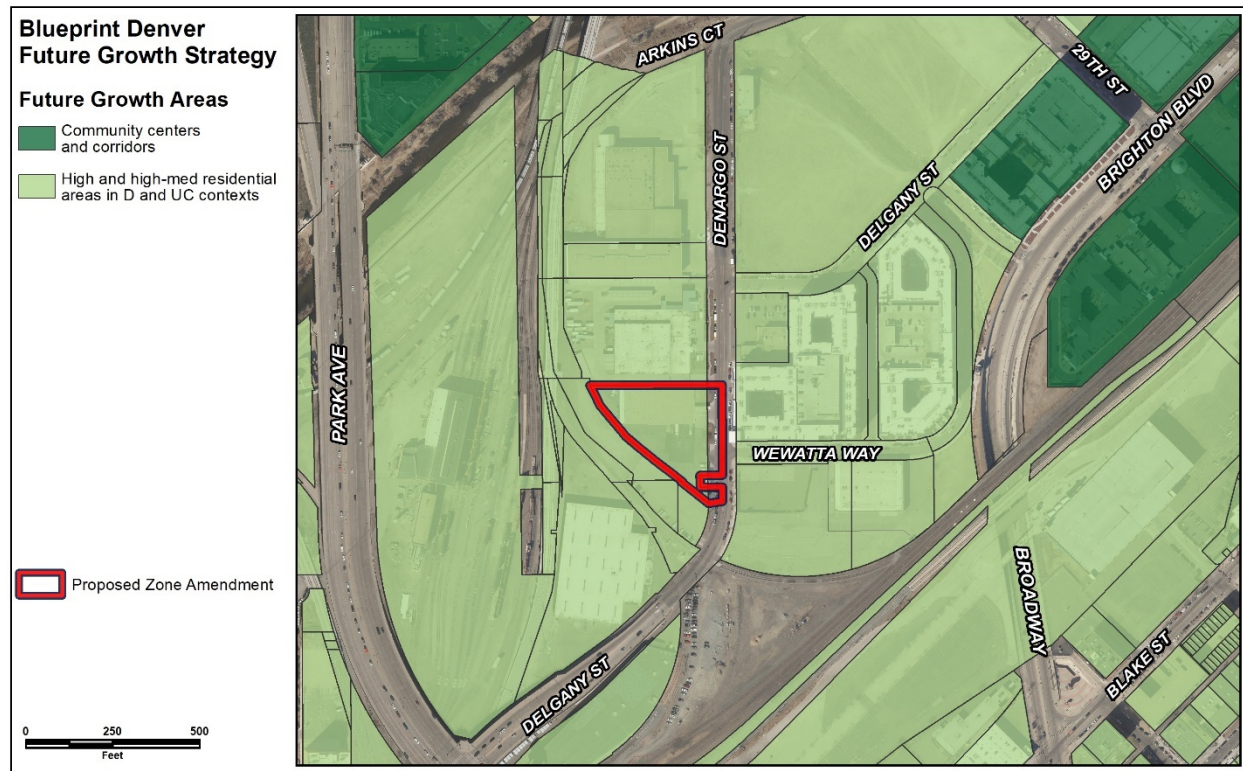 Blueprint Denver
Future Growth Strategy
Future Growth Areas
Community centers
and corridors
High and high-med residential
areas in D and UC contexts
Proposed Zone Amendment
0 250 500
Feet
ARKINS CT
29TH ST
BRIGHTON BLVD
DENARGO ST
DELGANY ST
PARK AVE
WEWATTA WAY
BROADWAY
BLAKE ST
DELGANY ST